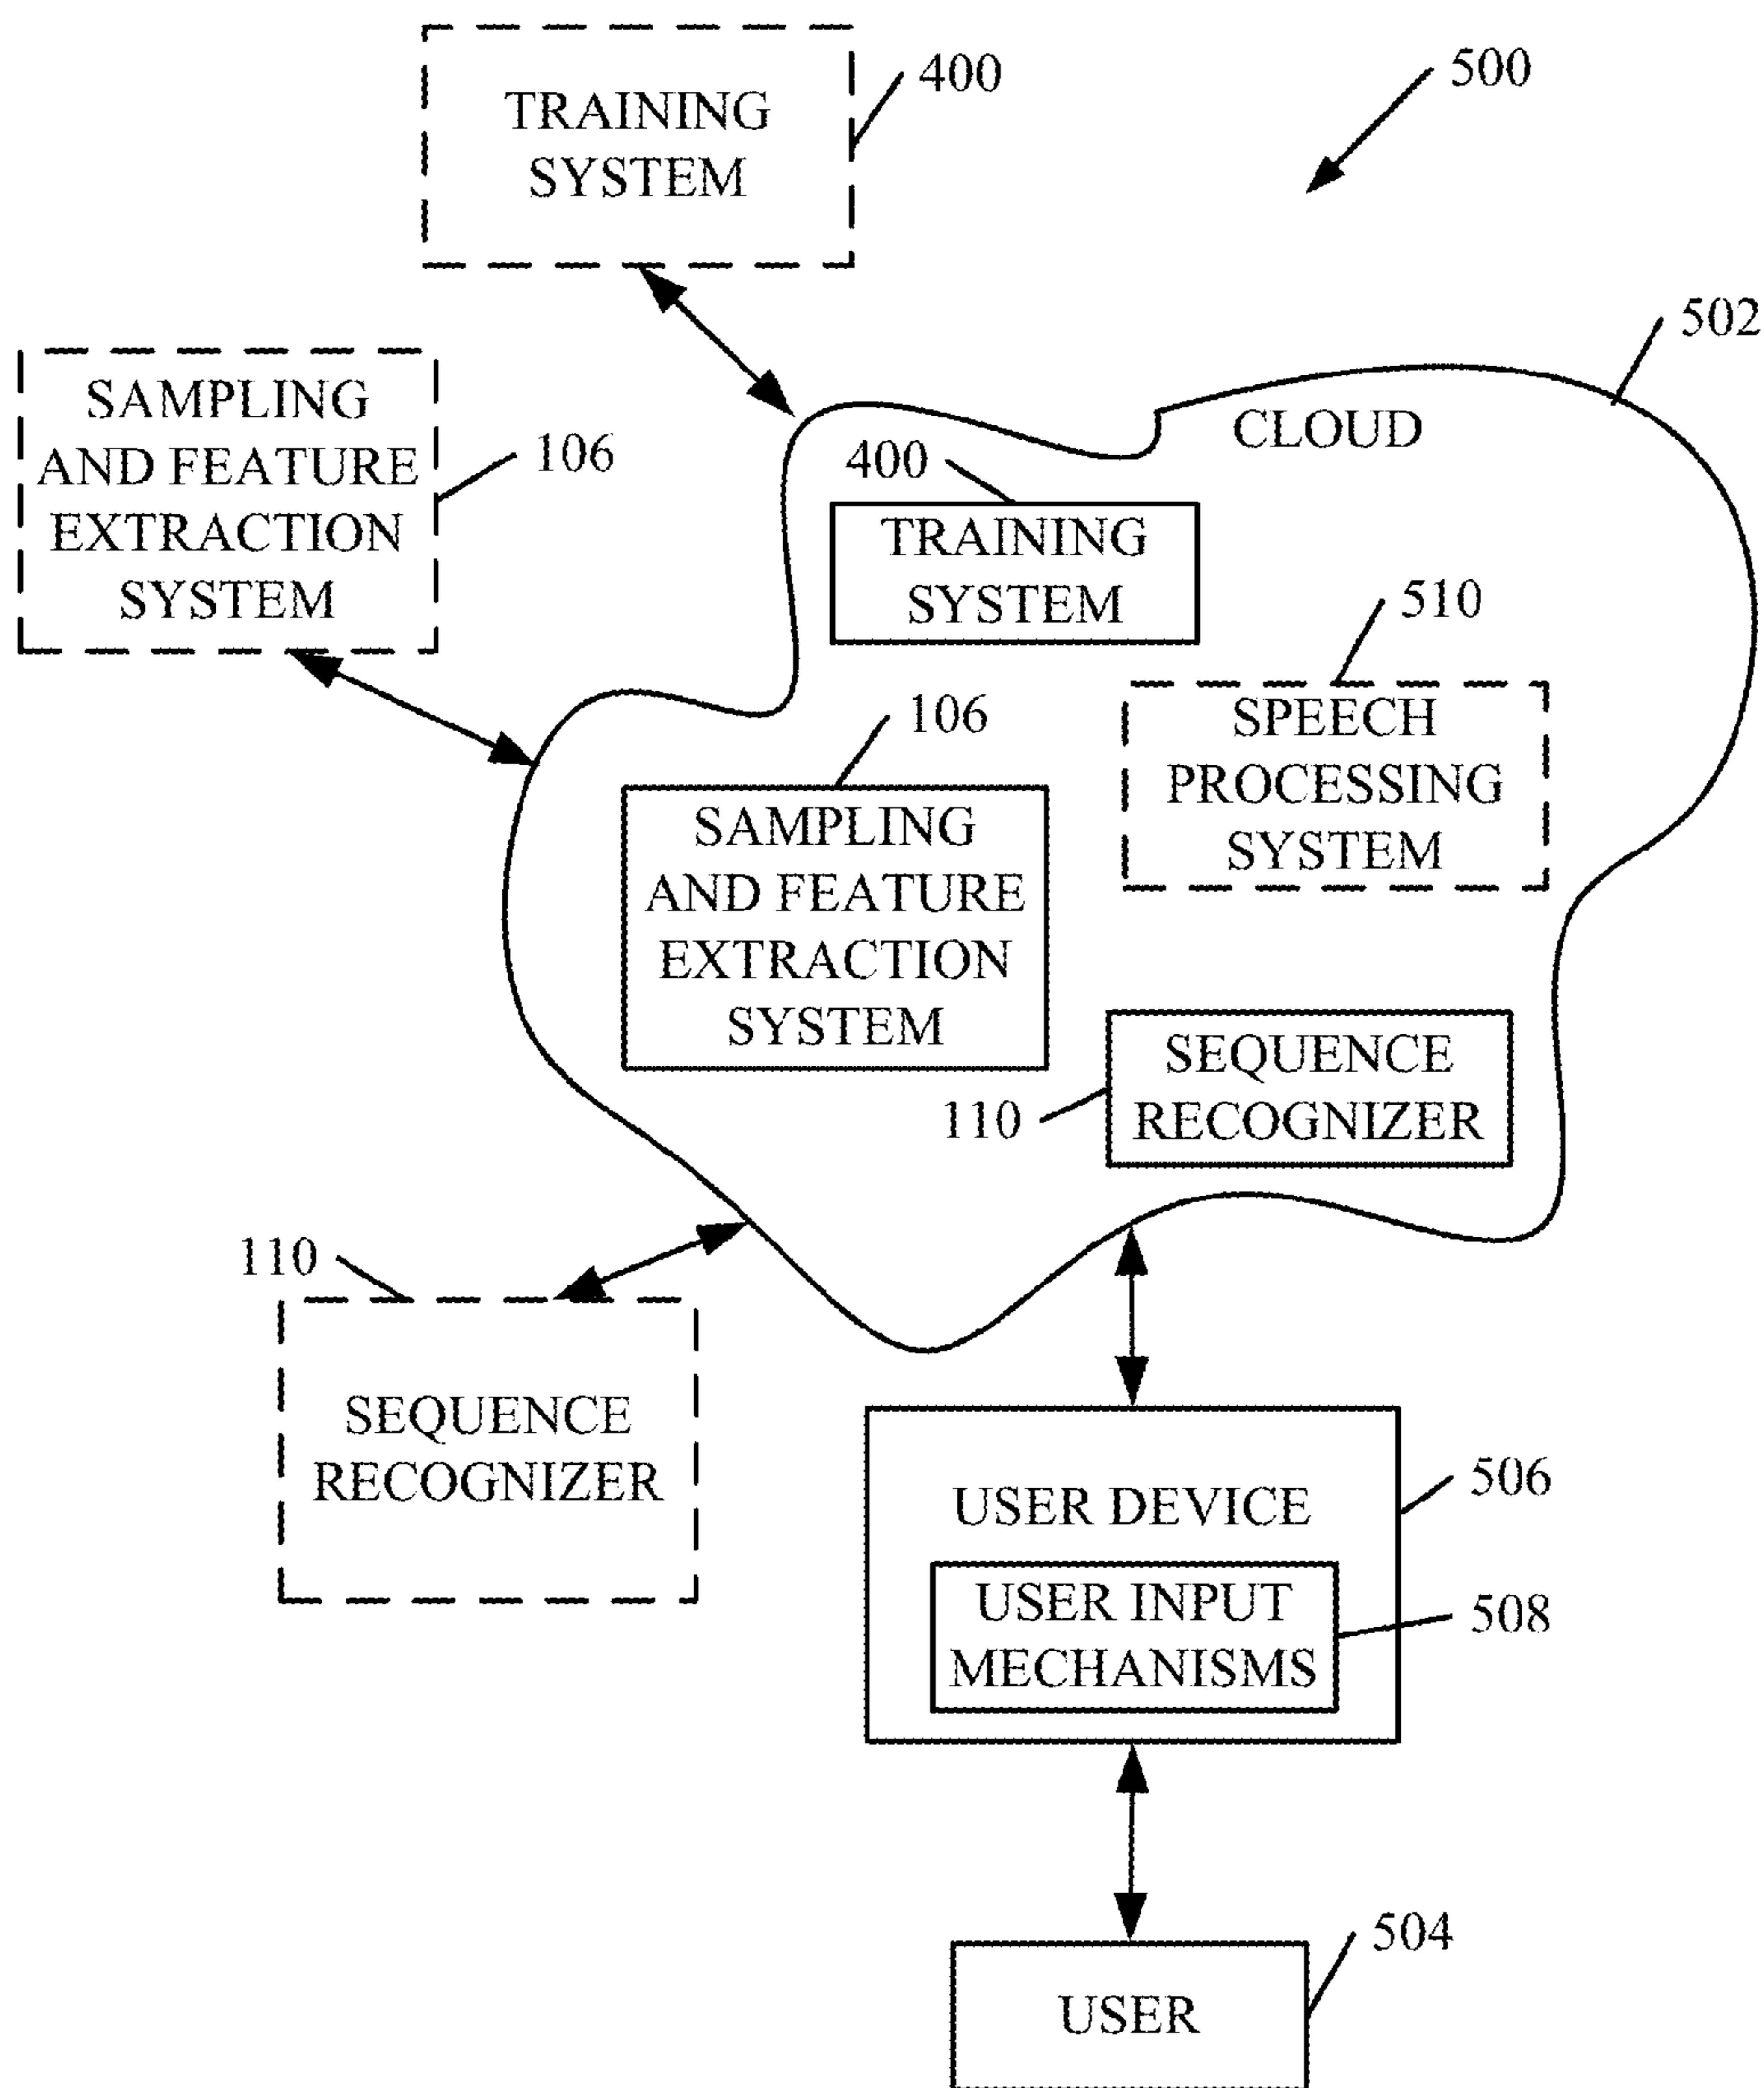 TRAINING
SYSTEM
400
500
SAMPLING
AND FEATURE
EXTRACTION
SYSTEM
106
502
CLOUD
400
TRAINING
SYSTEM
510
SPEECH
PROCESSING
SYSTEM
106
SAMPLING
AND FEATURE
EXTRACTION
SYSTEM
SEQUENCE
RECOGNIZER
110
110
SEQUENCE
RECOGNIZER
USER DEVICE
506
USER INPUT
MECHANISMS
508
504
USER